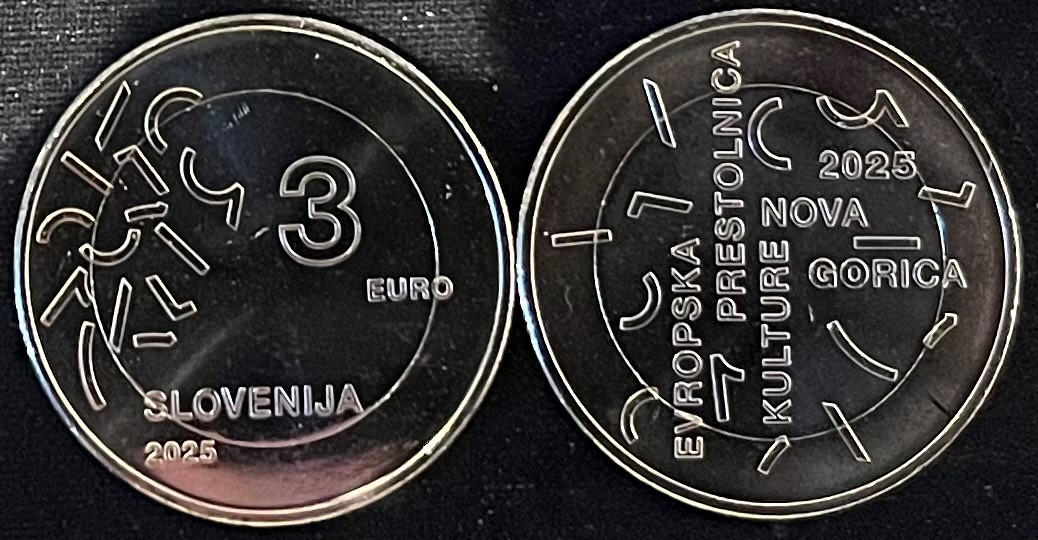 3
EURO
SLOVENIJA
2025
EVROPSKA
PRESTOLNICA
KULTURE
2025
NOVA
GORICA